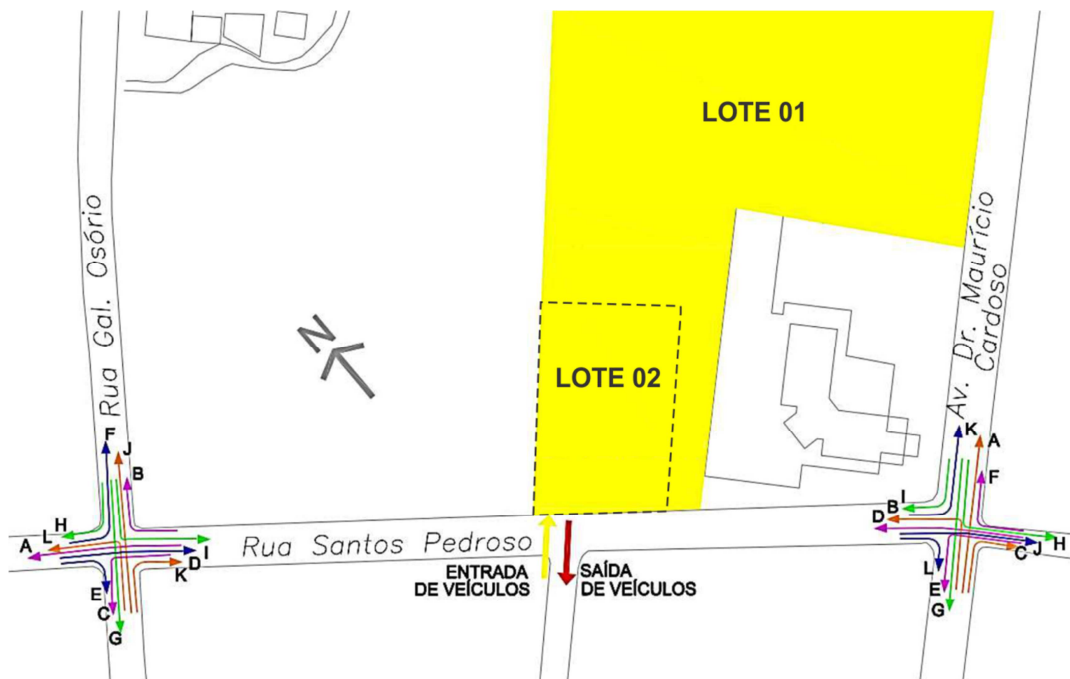 LOTE 01
Rua Gal. Osório
Av. Dr. Maurício
Cardoso
N
LOTE 02
F
J
B
H
L
A
I
D
K
E
C
G
Rua Santos Pedroso
ENTRADA
DE VEÍCULOS
SAÍDA
DE VEÍCULOS
K
A
F
I
B
D
H
J
C
L
E
G